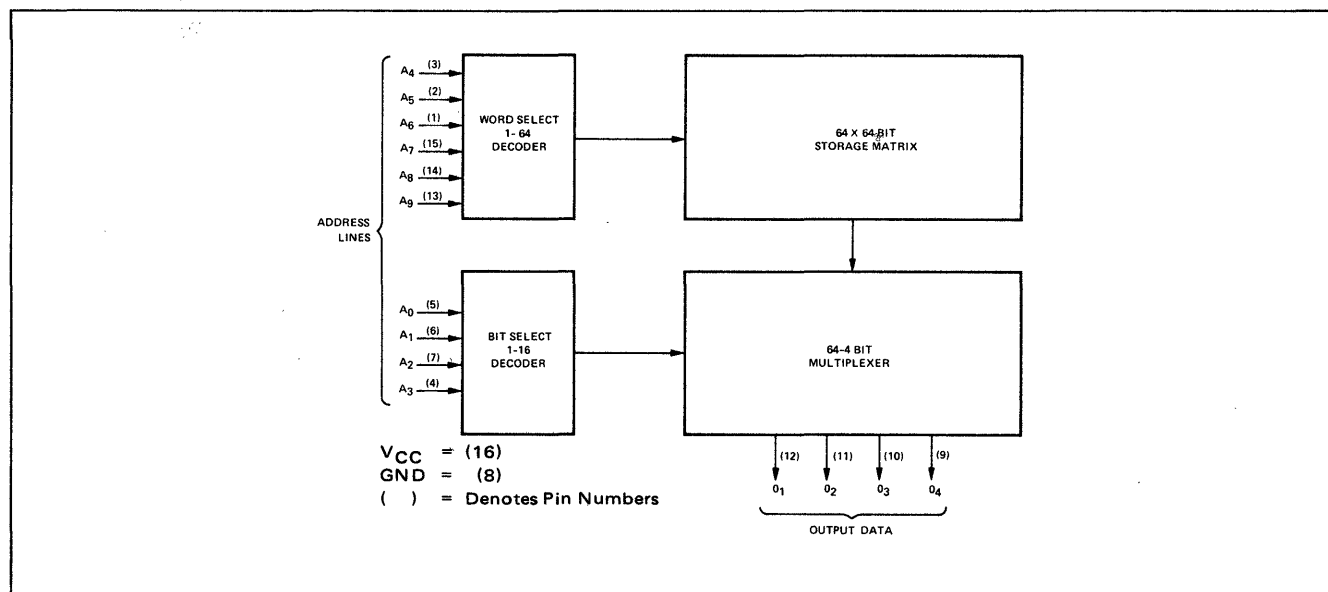 A4 (3)
A5 (2)
A6 (1)
A7 (15)
A8 (14)
A9 (13)
WORD SELECT
1-64
DECODER
64 X 64 BIT
STORAGE MATRIX
ADDRESS
LINES
A0 (5)
A1 (6)
A2 (7)
A3 (4)
BIT SELECT
1-16
DECODER
64-4 BIT
MULTIPLEXER
VCC = (16)
GND = (8)
( ) = Denotes Pin Numbers
(12) (11) (10) (9)
O1 O2 O3 O4
OUTPUT DATA